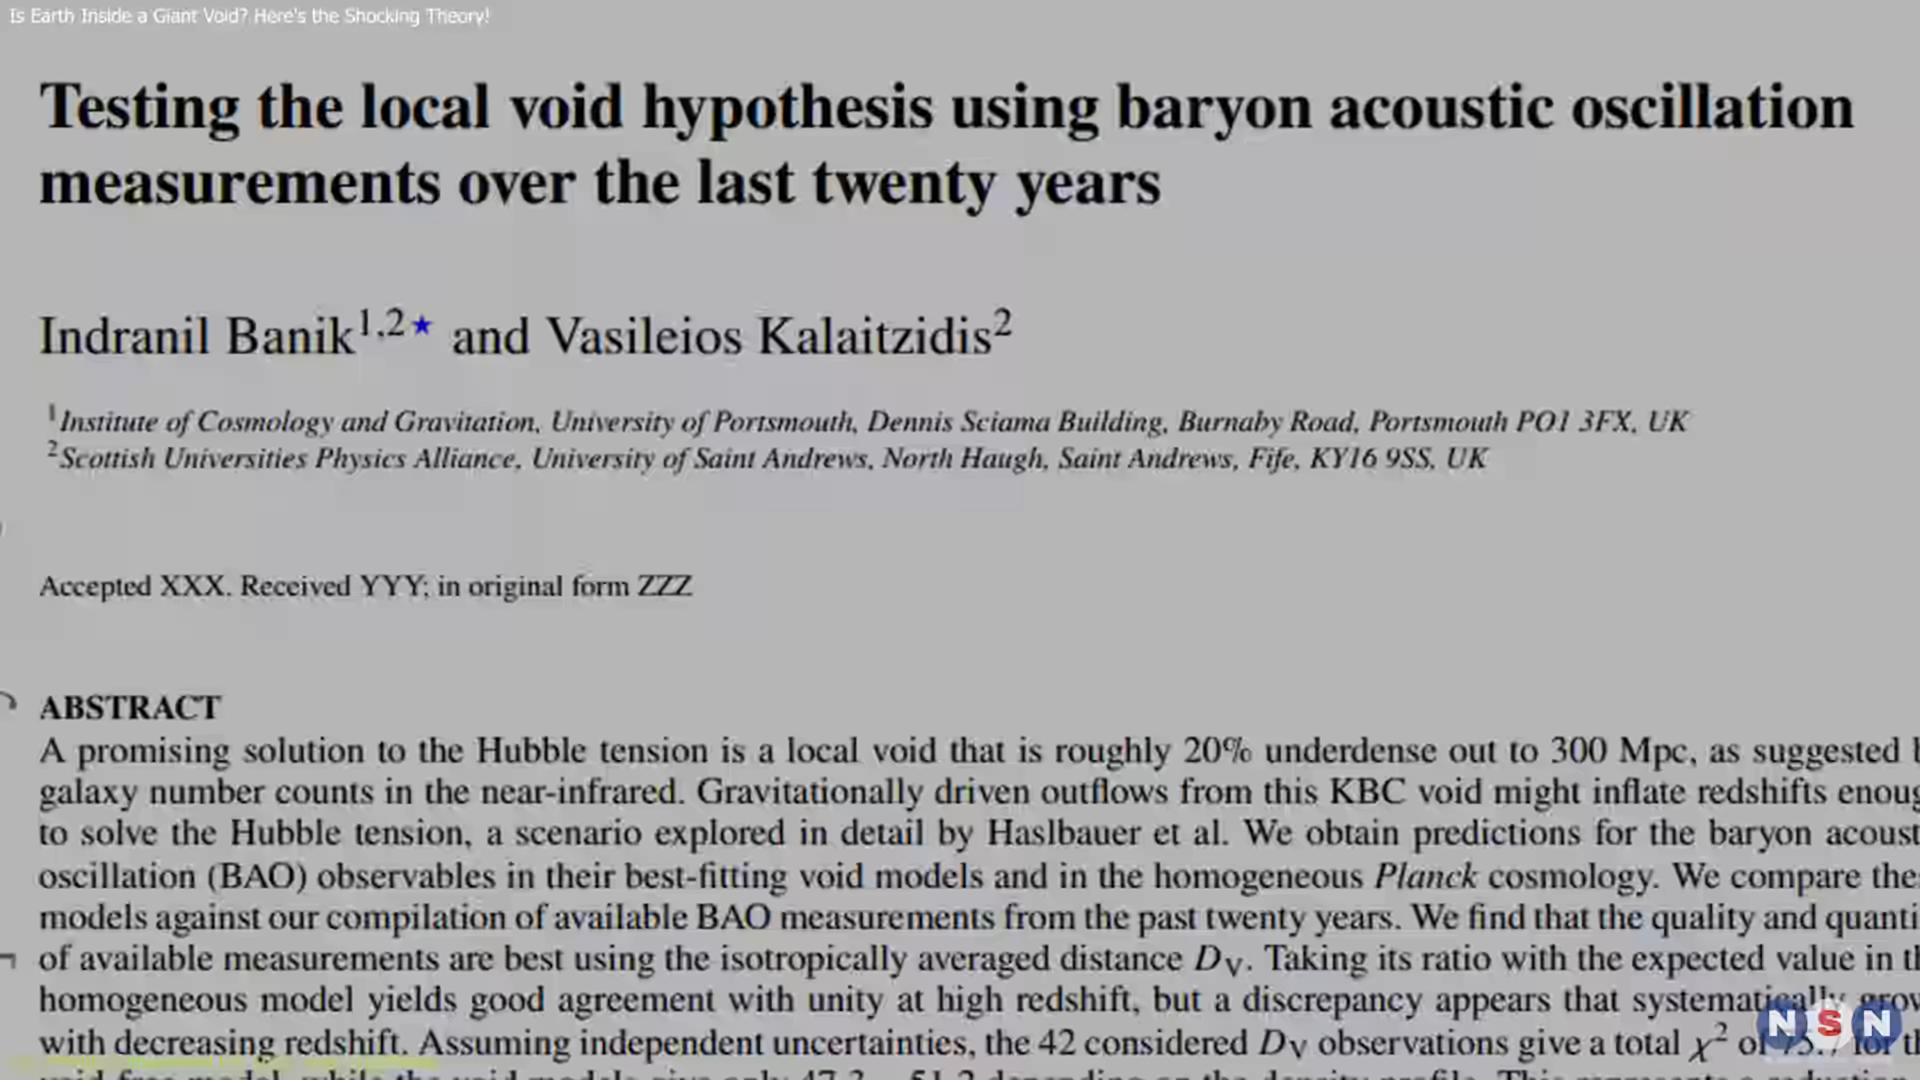 Is Earth Inside a Giant Void? Here's the Shocking Theory!
Testing the local void hypothesis using baryon acoustic oscillation
measurements over the last twenty years
Indranil Banik1,2★ and Vasileios Kalaitzidis2
1Institute of Cosmology and Gravitation, University of Portsmouth, Dennis Sciama Building, Burnaby Road, Portsmouth PO1 3FX, UK
2Scottish Universities Physics Alliance, University of Saint Andrews, North Haugh, Saint Andrews, Fife, KY16 9SS, UK
Accepted XXX. Received YYY; in original form ZZZ
ABSTRACT
A promising solution to the Hubble tension is a local void that is roughly 20% underdense out to 300 Mpc, as suggested
galaxy number counts in the near-infrared. Gravitationally driven outflows from this KBC void might inflate redshifts enoug
to solve the Hubble tension, a scenario explored in detail by Haslbauer et al. We obtain predictions for the baryon acoust
oscillation (BAO) observables in their best-fitting void models and in the homogeneous Planck cosmology. We compare the
models against our compilation of available BAO measurements from the past twenty years. We find that the quality and quanti
of available measurements are best using the isotropically averaged distance DV. Taking its ratio with the expected value in th
homogeneous model yields good agreement with unity at high redshift, but a discrepancy appears that systematically grow
with decreasing redshift. Assuming independent uncertainties, the 42 considered DV observations give a total χ2 of for th
NSN